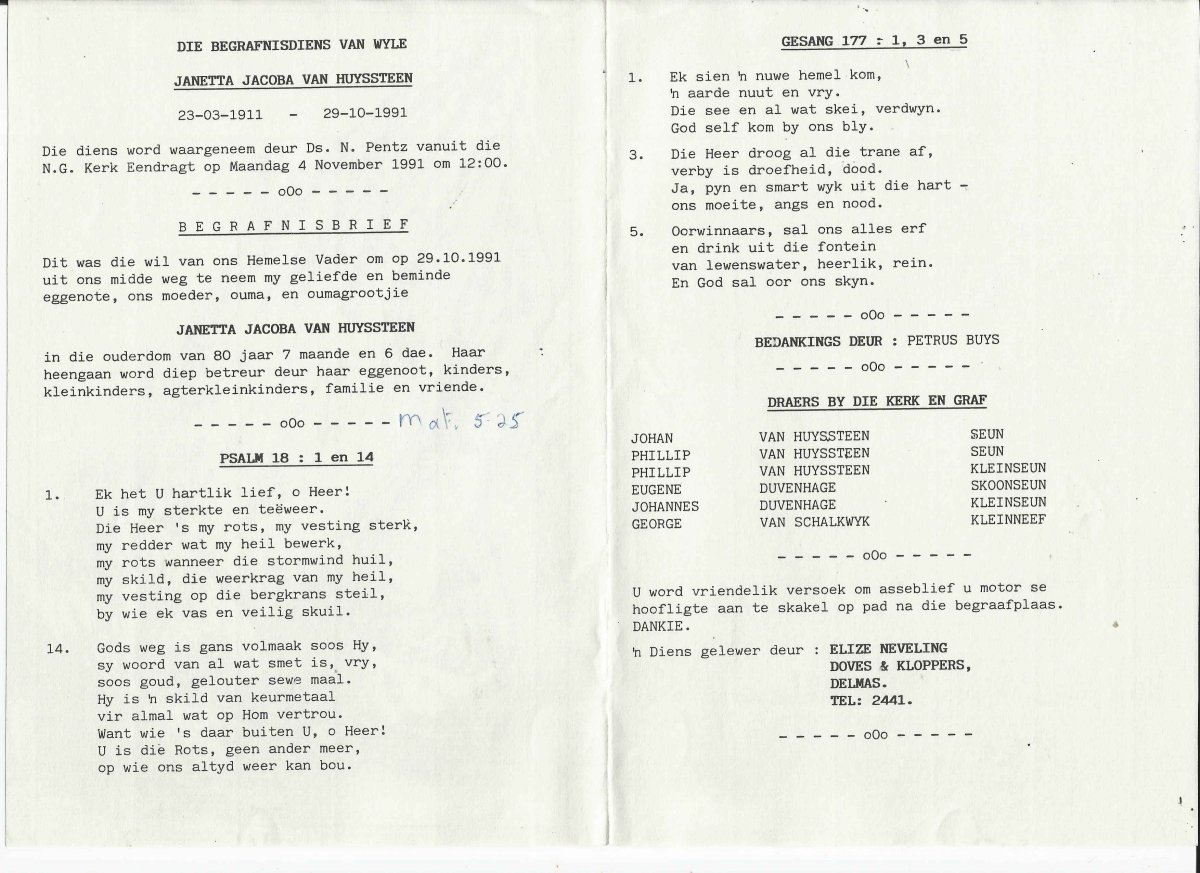 DIE BEGRAFNISDIENS VAN WYLE
JANETTA JACOBA VAN HUYSSTEEN
23-03-1911 - 29-10-1991
Die diens word waargeneem deur Ds. N. Pentz vanuit die
N.G. Kerk Eendragt op Maandag 4 November 1991 om 12:00.
- - - - - oOo - - - - -
B E G R A F N I S B R I E F
Dit was die wil van ons Hemelse Vader om op 29.10.1991
uit ons midde weg te neem my geliefde en beminde
eggenote, ons moeder, ouma, en oumagrootjie
JANETTA JACOBA VAN HUYSSTEEN
in die ouderdom van 80 jaar 7 maande en 6 dae. Haar
heengaan word diep betreur deur haar eggenoot, kinders,
kleinkinders, agterkleinkinders, familie en vriende.
- - - - - oOo - - - - - Mat. 5-25
PSALM 18 : 1 en 14
1. Ek het U hartlik lief, o Heer!
U is my sterkte en teëweer.
Die Heer 's my rots, my vesting sterk,
my redder wat my heil bewerk,
my rots wanneer die stormwind huil,
my skild, die weerkrag van my heil,
my vesting op die bergkrans steil,
by wie ek vas en veilig skuil.
14. Gods weg is gans volmaak soos Hy,
sy woord van al wat smet is, vry,
soos goud, gelouter sewe maal.
Hy is 'n skild van keurmetaal
vir almal wat op Hom vertrou.
Want wie 's daar buiten U, o Heer!
U is die Rots, geen ander meer,
op wie ons altyd weer kan bou.
GESANG 177 : 1, 3 en 5
1. Ek sien 'n nuwe hemel kom,
'n aarde nuut en vry.
Die see en al wat skei, verdwyn.
God self kom by ons bly.
3. Die Heer droog al die trane af,
verby is droefheid, dood.
Ja, pyn en smart wyk uit die hart -
ons moeite, angs en nood.
5. Oorwinnaars, sal ons alles erf
en drink uit die fontein
van lewenswater, heerlik, rein.
En God sal oor ons skyn.
- - - - - oOo - - - - -
BEDANKINGS DEUR : PETRUS BUYS
- - - - - oOo - - - - -
DRAERS BY DIE KERK EN GRAF
JOHAN VAN HUYSSTEEN SEUN
PHILLIP VAN HUYSSTEEN SEUN
PHILLIP VAN HUYSSTEEN KLEINSEUN
EUGENE DUVENHAGE SKOONSEUN
JOHANNES DUVENHAGE KLEINSEUN
GEORGE VAN SCHALKWYK KLEINNEEF
- - - - - oOo - - - - -
U word vriendelik versoek om asseblief u motor se
hoofligte aan te skakel op pad na die begraafplaas.
DANKIE.
'n Diens gelewer deur : ELIZE NEVELING
DOVES & KLOPPERS,
DELMAS.
TEL: 2441.
- - - - - oOo - - - - -